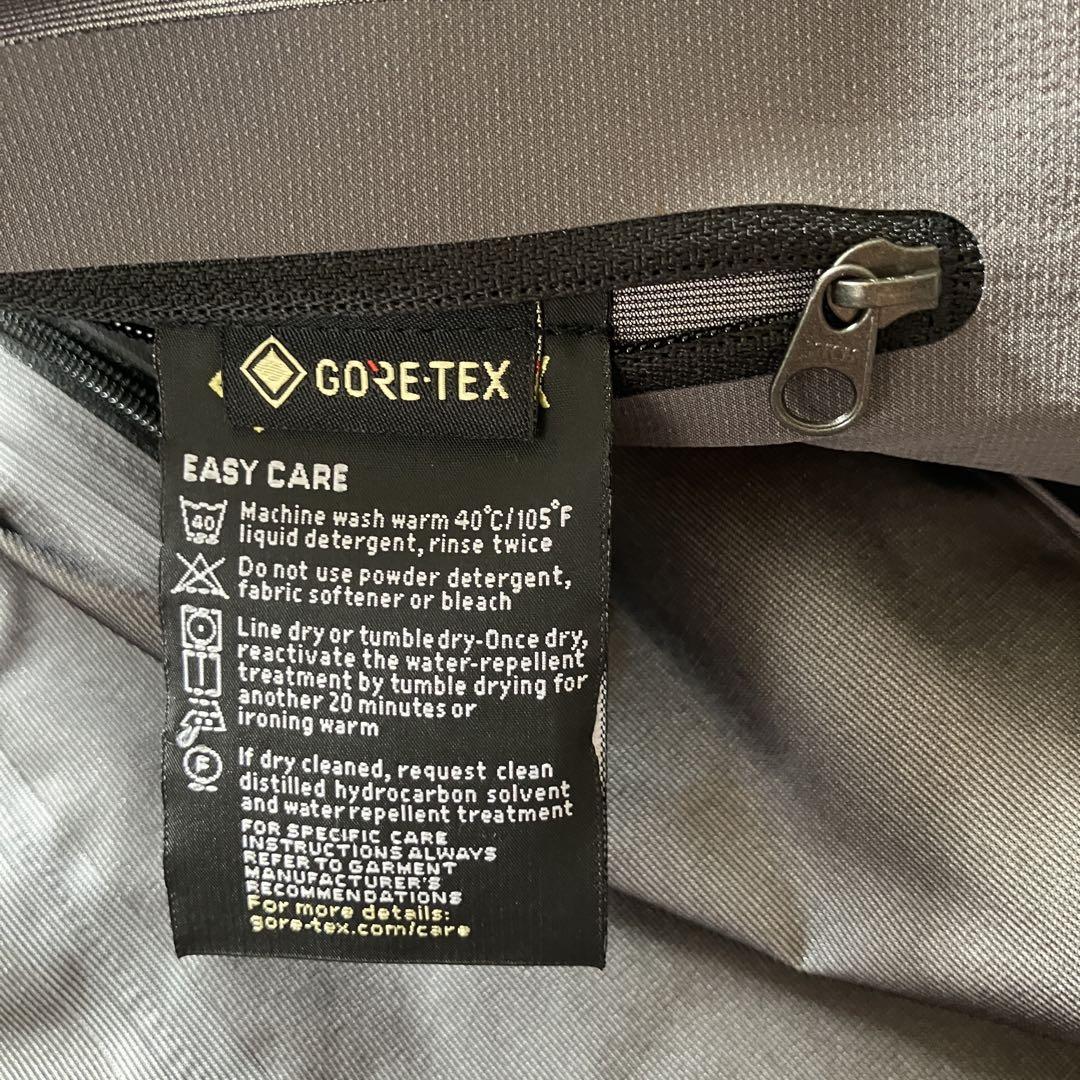 GORE-TEX
EASY CARE
40
Machine wash warm 40°C/105°F
liquid detergent, rinse twice
Do not use powder detergent,
fabric softener or bleach
Line dry or tumble dry-Once dry,
reactivate the water-repellent
treatment by tumble drying for
another 20 minutes or
ironing warm
F
If dry cleaned, request clean
distilled hydrocarbon solvent
and water repellent treatment
FOR SPECIFIC CARE
INSTRUCTIONS ALWAYS
REFER TO GARMENT
MANUFACTURER'S
RECOMMENDATIONS
For more details:
gore-tex.com/care